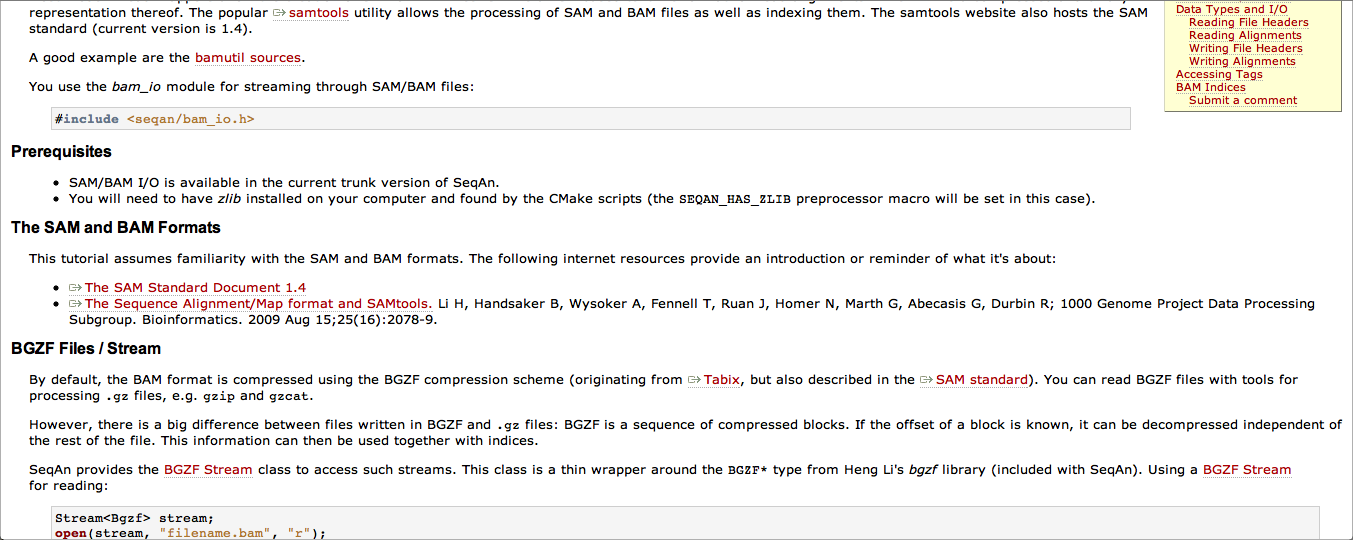 representation thereof. The popular samtools utility allows the processing of SAM and BAM files as well as indexing them. The samtools website also hosts the SAM
standard (current version is 1.4).
A good example are the bamutil sources.
You use the bam_io module for streaming through SAM/BAM files:
#include <seqan/bam_io.h>
Data Types and I/O
Reading File Headers
Reading Alignments
Writing File Headers
Writing Alignments
Accessing Tags
BAM Indices
Submit a comment
Prerequisites
• SAM/BAM I/O is available in the current trunk version of SeqAn.
• You will need to have zlib installed on your computer and found by the CMake scripts (the SEQAN_HAS_ZLIB preprocessor macro will be set in this case).
The SAM and BAM Formats
This tutorial assumes familiarity with the SAM and BAM formats. The following internet resources provide an introduction or reminder of what it's about:
• The SAM Standard Document 1.4
• The Sequence Alignment/Map format and SAMtools. Li H, Handsaker B, Wysoker A, Fennell T, Ruan J, Homer N, Marth G, Abecasis G, Durbin R; 1000 Genome Project Data Processing
Subgroup. Bioinformatics. 2009 Aug 15;25(16):2078-9.
BGZF Files / Stream
By default, the BAM format is compressed using the BGZF compression scheme (originating from Tabix, but also described in the SAM standard). You can read BGZF files with tools for
processing .gz files, e.g. gzip and gzcat.
However, there is a big difference between files written in BGZF and .gz files: BGZF is a sequence of compressed blocks. If the offset of a block is known, it can be decompressed independent of
the rest of the file. This information can then be used together with indices.
SeqAn provides the BGZF Stream class to access such streams. This class is a thin wrapper around the BGZF* type from Heng Li's bgzf library (included with SeqAn). Using a BGZF Stream
for reading:
Stream<Bgzf> stream;
open(stream, "filename.bam", "r");